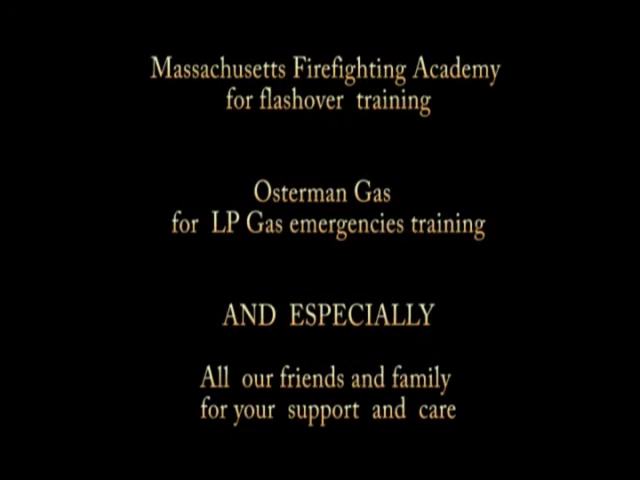 Massachusetts Firefighting Academy
for flashover training
Osterman Gas
for LP Gas emergencies training
AND ESPECIALLY
All our friends and family
for your support and care